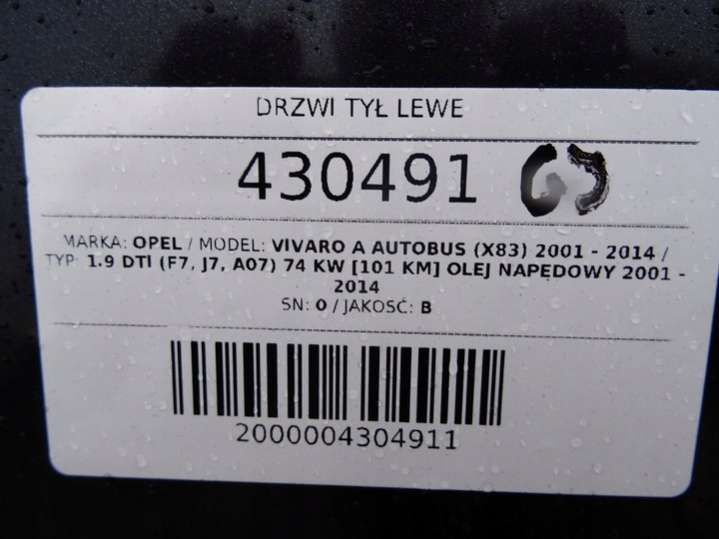 DRZWI TYŁ LEWE
430491
MARKA: OPEL / MODEL: VIVARO A AUTOBUS (X83) 2001 - 2014 /
TYP: 1.9 DTI (F7, J7, A07) 74 KW [101 KM] OLEJ NAPĘDOWY 2001 -
2014
SN: 0 / JAKOŚĆ: B
2000004304911